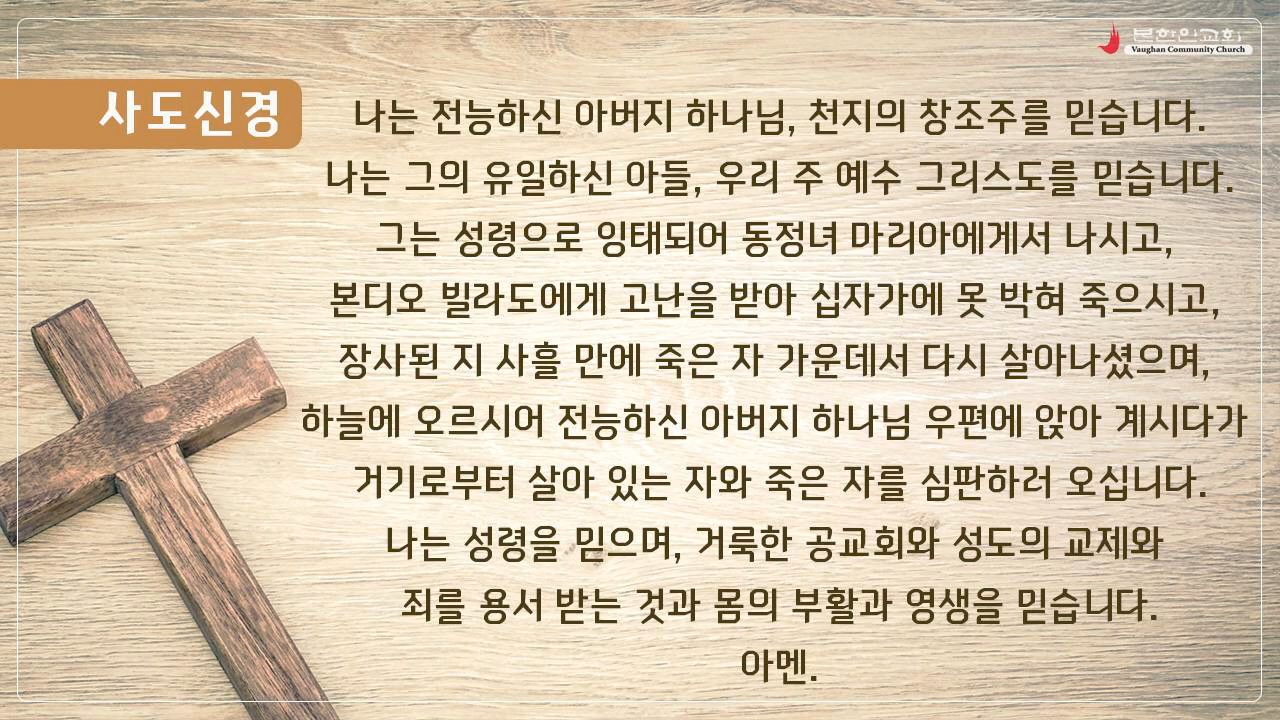 본한인교회
Vaughan Community Church
사도신경
나는 전능하신 아버지 하나님, 천지의 창조주를 믿습니다.
나는 그의 유일하신 아들, 우리 주 예수 그리스도를 믿습니다.
그는 성령으로 잉태되어 동정녀 마리아에게서 나시고,
본디오 빌라도에게 고난을 받아 십자가에 못 박혀 죽으시고,
장사된 지 사흘 만에 죽은 자 가운데서 다시 살아나셨으며,
하늘에 오르시어 전능하신 아버지 하나님 우편에 앉아 계시다가
거기로부터 살아 있는 자와 죽은 자를 심판하러 오십니다.
나는 성령을 믿으며, 거룩한 공교회와 성도의 교제와
죄를 용서 받는 것과 몸의 부활과 영생을 믿습니다.
아멘.